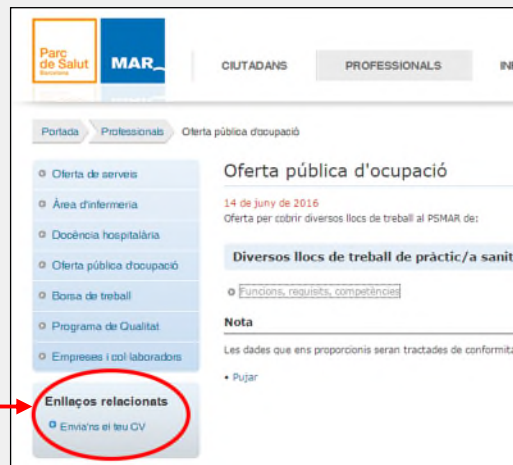 Parc
de Salut
Barcelona
MAR
CIUTADANS
PROFESSIONALS
Portada
Professionals
Oferta pública d'ocupació
Oferta de serveis
Àrea d'infermeria
Docència hospitalària
Oferta pública d'ocupació
Borsa de treball
Programa de Qualitat
Empreses i col·laboradors
Enllaços relacionats
Envia'ns el teu CV
Oferta pública d'ocupació
14 de juny de 2016
Oferta per cobrir diversos llocs de treball al PSMAR de:
Diversos llocs de treball de pràctic/a sanit
Funcions, requisits, competències
Nota
Les dades que ens proporcionis seran tractades de conformita
• Pujar